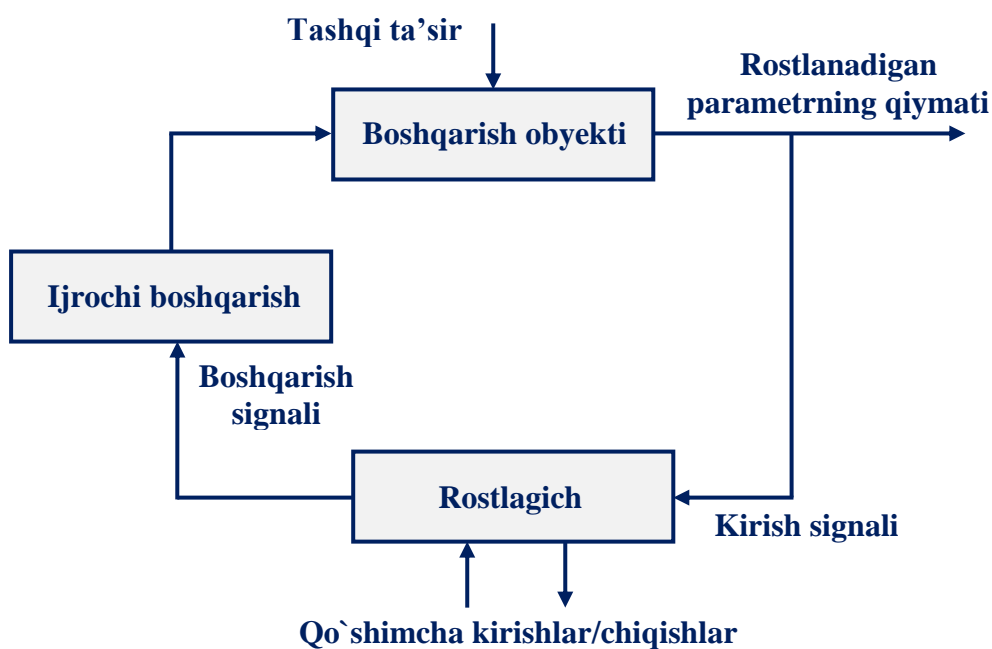 Tashqi ta’sir
Rostlanadigan
parametrning qiymati
Boshqarish obyekti
Ijrochi boshqarish
Boshqarish
signali
Rostlagich
Kirish signali
Qo`shimcha kirishlar/chiqishlar